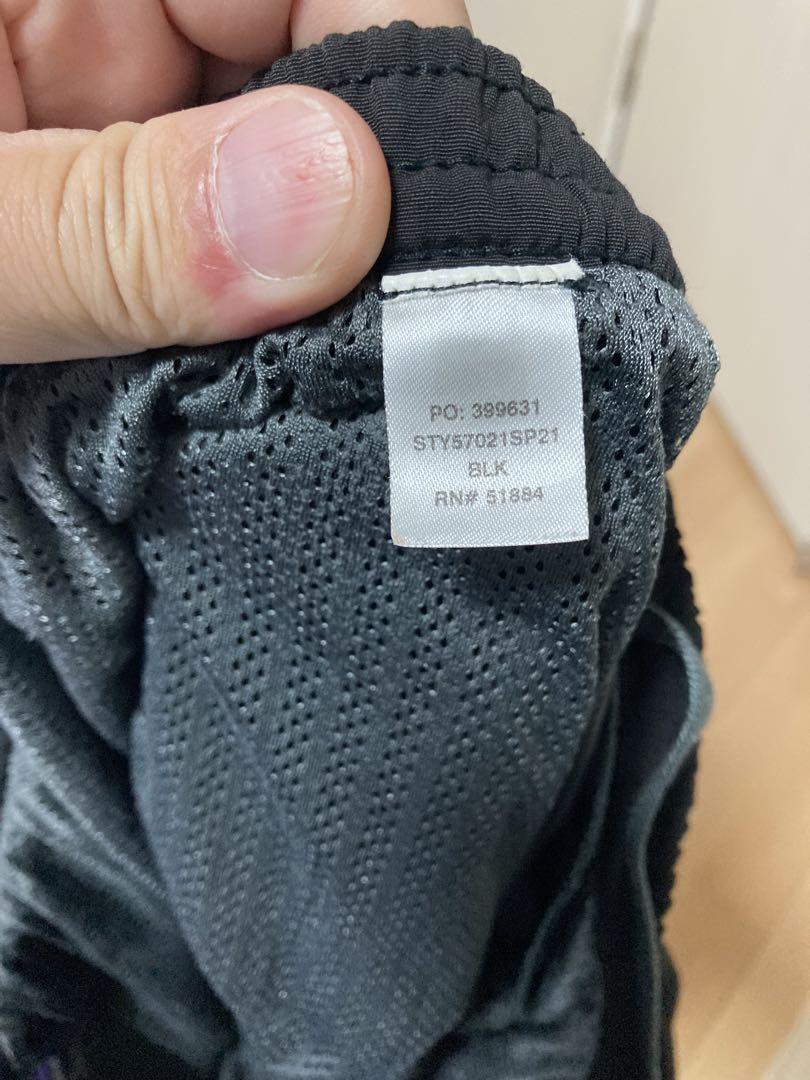 PO: 399631
STY57021SP21
BLK
RN# 51884